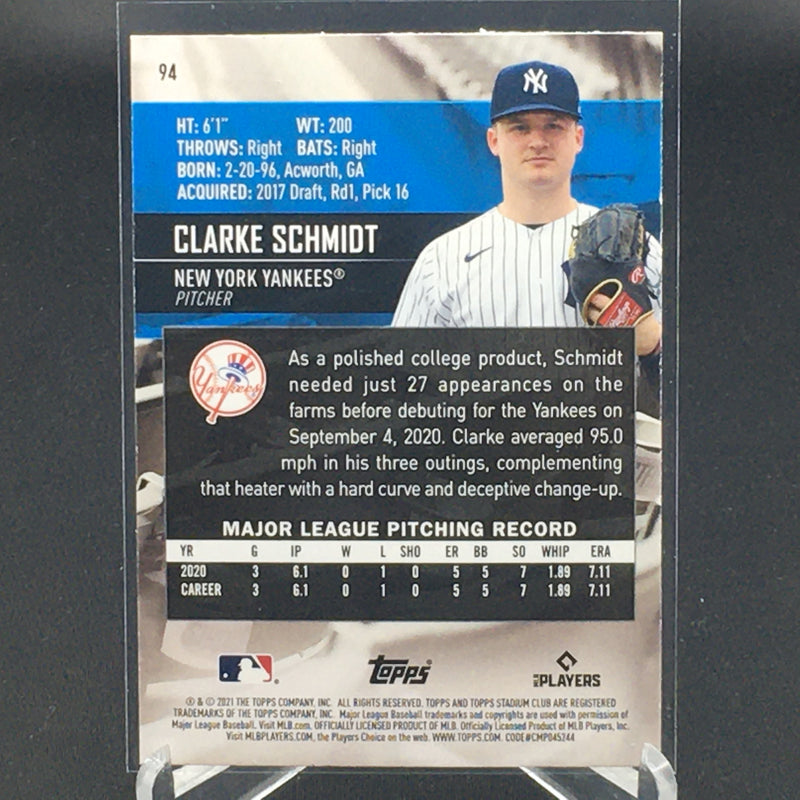 94
HT: 6'1" WT: 200
THROWS: Right BATS: Right
BORN: 2-20-96, Acworth, GA
ACQUIRED: 2017 Draft, Rd1, Pick 16
NY
CLARKE SCHMIDT
NEW YORK YANKEES®
PITCHER
Rawlings
Yankees
As a polished college product, Schmidt
needed just 27 appearances on the
farms before debuting for the Yankees on
September 4, 2020. Clarke averaged 95.0
mph in his three outings, complementing
that heater with a hard curve and deceptive change-up.
MAJOR LEAGUE PITCHING RECORD
YR G IP W L SHO ER BB SO WHIP ERA
2020 3 6.1 0 1 0 5 5 7 1.89 7.11
CAREER 3 6.1 0 1 0 5 5 7 1.89 7.11
topps® MLB PLAYERS
® & © 2021 THE TOPPS COMPANY, INC. ALL RIGHTS RESERVED. TOPPS AND TOPPS STADIUM CLUB ARE REGISTERED
TRADEMARKS OF THE TOPPS COMPANY, INC. Major League Baseball trademarks and copyrights are used with permission of
Major League Baseball. Visit MLB.com. OFFICIALLY LICENSED PRODUCT OF MLB. Officially Licensed Product of MLB Players, Inc.
Visit MLBPLAYERS.COM, the Players Choice on the web. WWW.TOPPS.COM. CODE#CMP045244